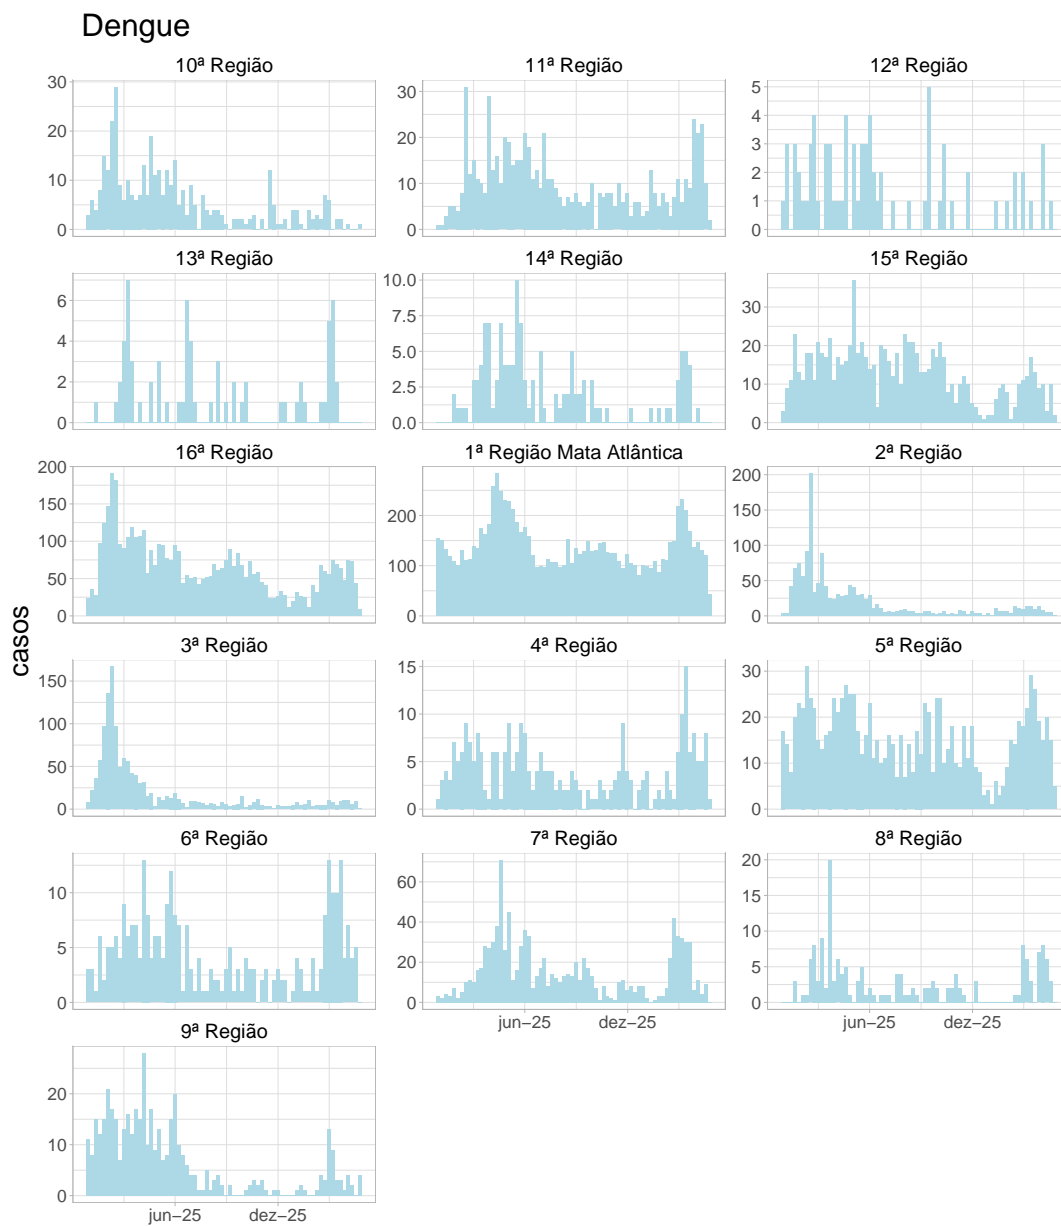 Dengue
10ª Região
11ª Região
12ª Região
30
20
10
0
30
20
10
0
5
4
3
2
1
0
13ª Região
14ª Região
15ª Região
6
4
2
0
10.0
7.5
5.0
2.5
0.0
30
20
10
0
16ª Região
1ª Região Mata Atlântica
2ª Região
200
150
100
50
0
200
100
0
200
150
100
50
0
casos
3ª Região
4ª Região
5ª Região
150
100
50
0
15
10
5
0
30
20
10
0
6ª Região
7ª Região
8ª Região
10
5
0
60
40
20
0
20
15
10
5
0
jun−25
dez−25
jun−25
dez−25
9ª Região
20
10
0
jun−25
dez−25